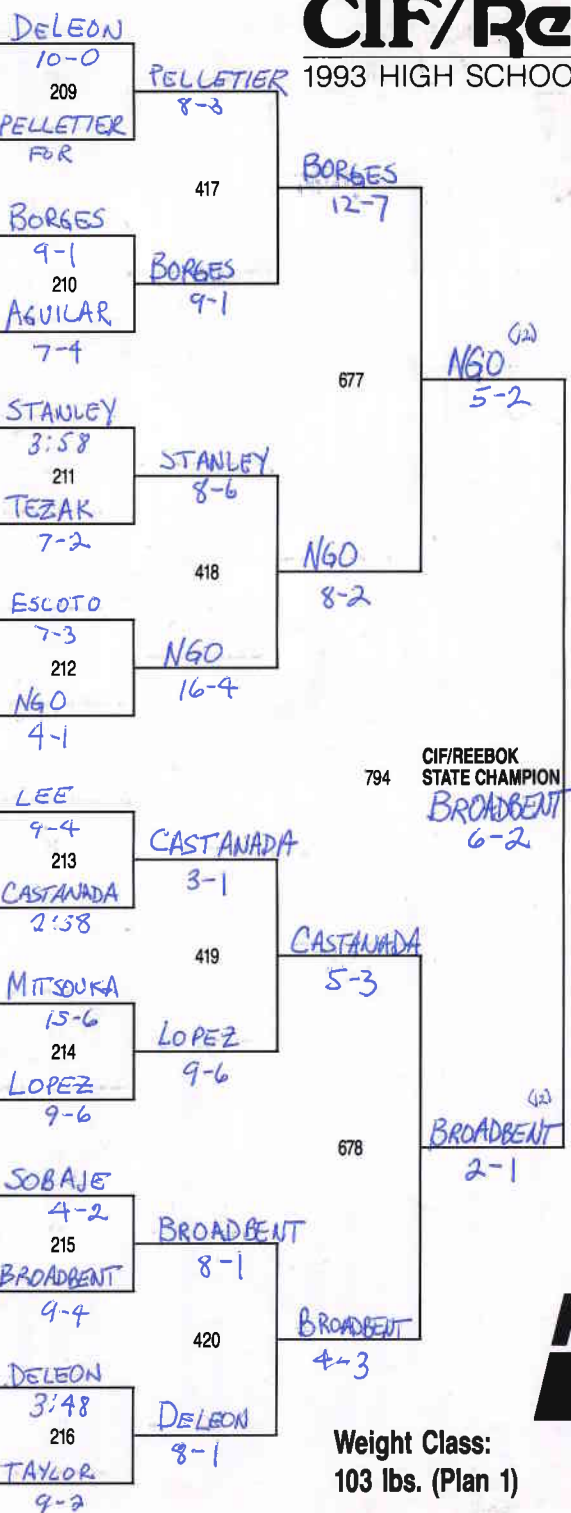 CIF/Re
1993 HIGH SCHOO
DELEON
10-0
209
PELLETIER
FOR
PELLETIER
8-3
417
BORGES
9-1
210
AGUILAR
7-4
BORGES
9-1
BORGES
12-7
677
STANLEY
3:58
211
TEZAK
7-2
STANLEY
8-6
418
ESCOTO
7-3
212
NGO
4-1
NGO
16-4
NGO
8-2
NGO (12)
5-2
794
CIF/REEBOK
STATE CHAMPION
BROADBENT
6-2
LEE
9-4
213
CASTANADA
2:58
CASTANADA
3-1
419
MITSOUKA
15-6
214
LOPEZ
9-6
LOPEZ
9-6
CASTANADA
5-3
678
SOBAJE
4-2
215
BROADBENT
9-4
BROADBENT
8-1
420
DELEON
3:48
216
TAYLOR
9-2
DELEON
8-1
BROADBENT
4-3
BROADBENT (12)
2-1
Weight Class:
103 lbs. (Plan 1)